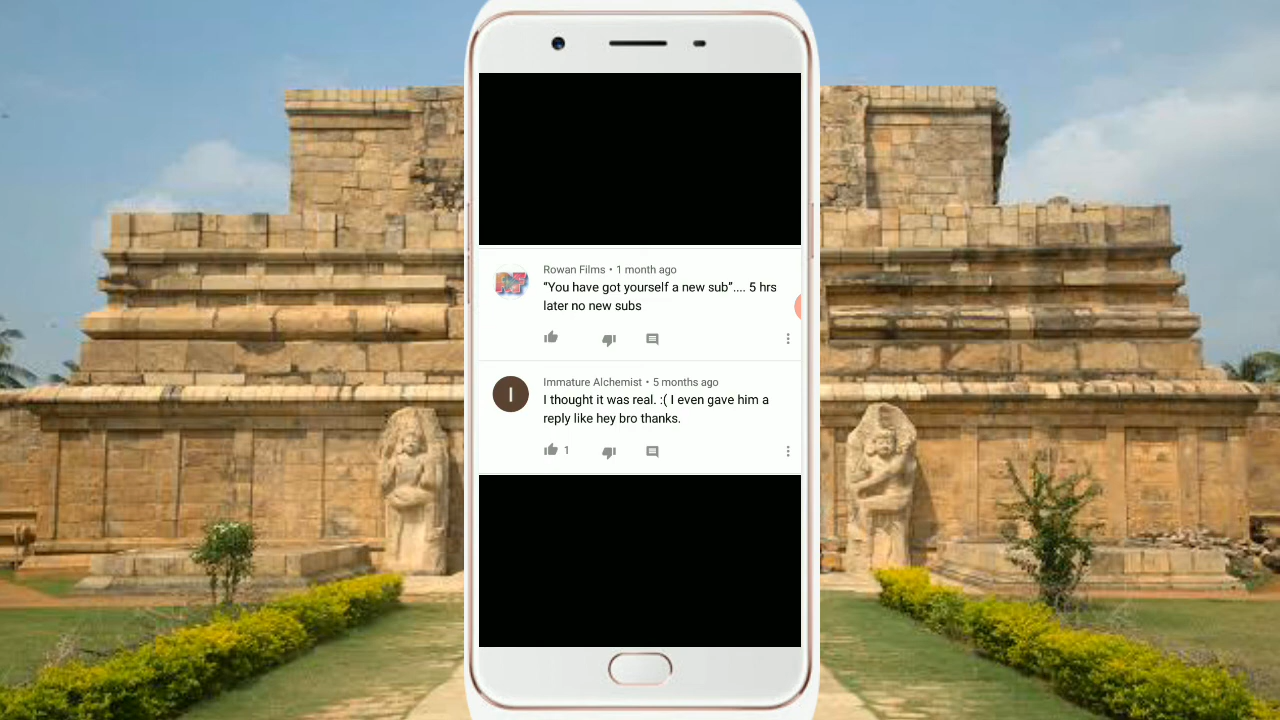 Rowan Films • 1 month ago
"You have got yourself a new sub".... 5 hrs
later no new subs
I
Immature Alchemist • 5 months ago
I thought it was real. :( I even gave him a
reply like hey bro thanks.
1